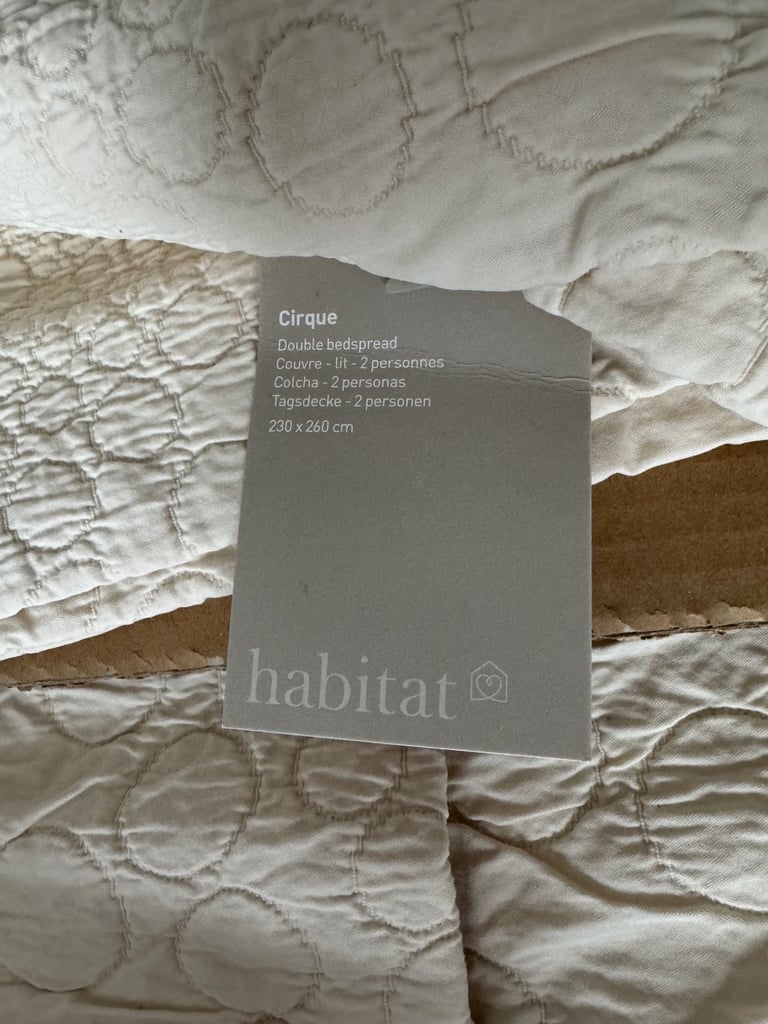 Cirque
Double bedspread
Couvre - lit - 2 personnes
Colcha - 2 personas
Tagsdecke - 2 personen
230 x 260 cm
habitat